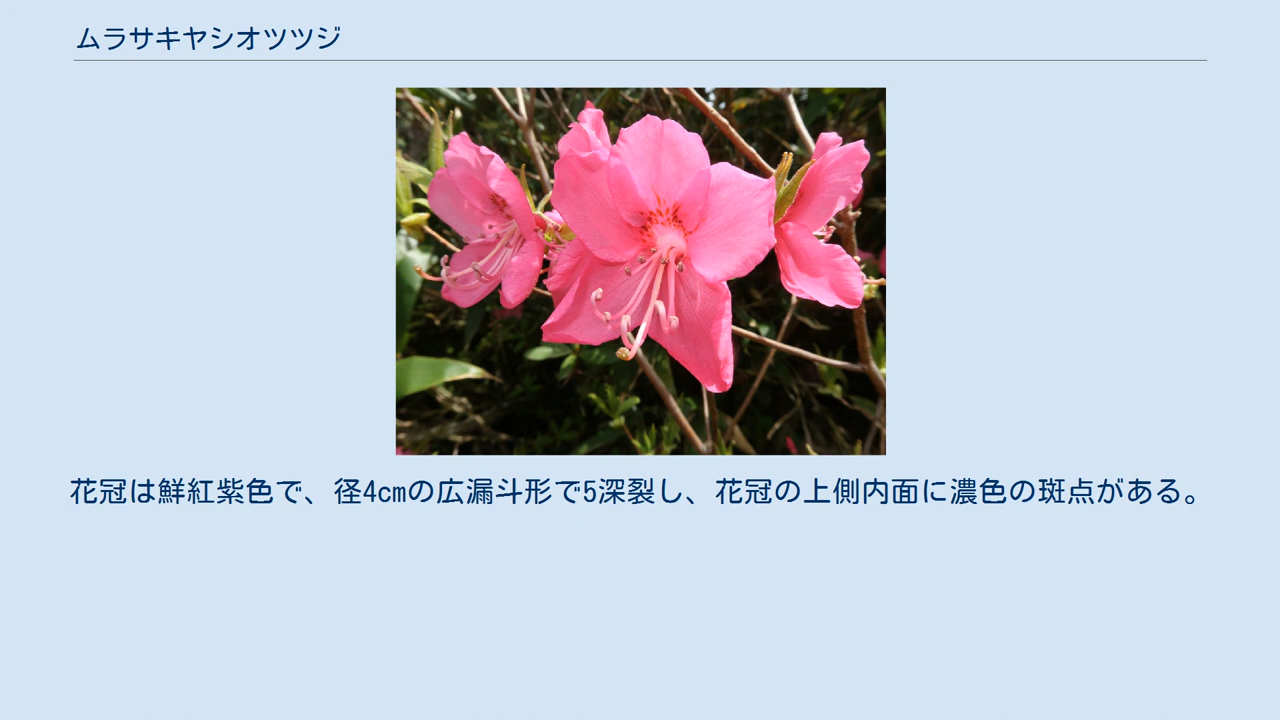 ムラサキヤシオツツジ
花冠は鮮紅紫色で、径4cmの広漏斗形で5深裂し、花冠の上側内面に濃色の斑点がある。